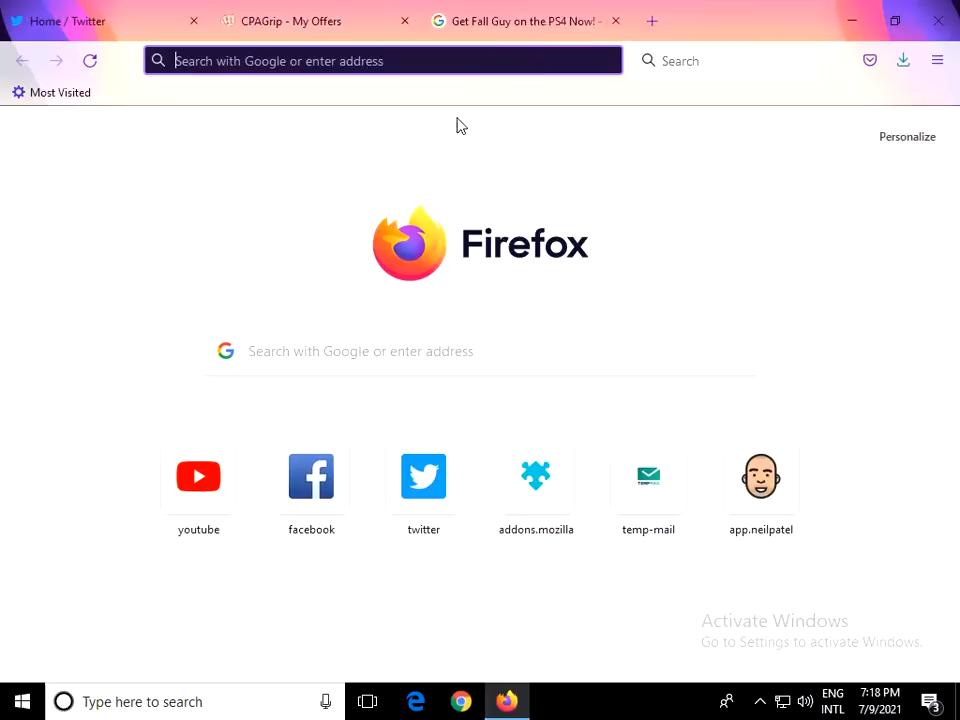 Home / Twitter
CPAGrip - My Offers
Get Fall Guy on the PS4 Now! -
Search with Google or enter address
Search
Most Visited
Personalize
Firefox
Search with Google or enter address
youtube
facebook
twitter
TEMPMAIL
addons.mozilla
temp-mail
app.neilpatel
Activate Windows
Go to Settings to activate Windows.
Type here to search
ENG
INTL
7:18 PM
7/9/2021
3